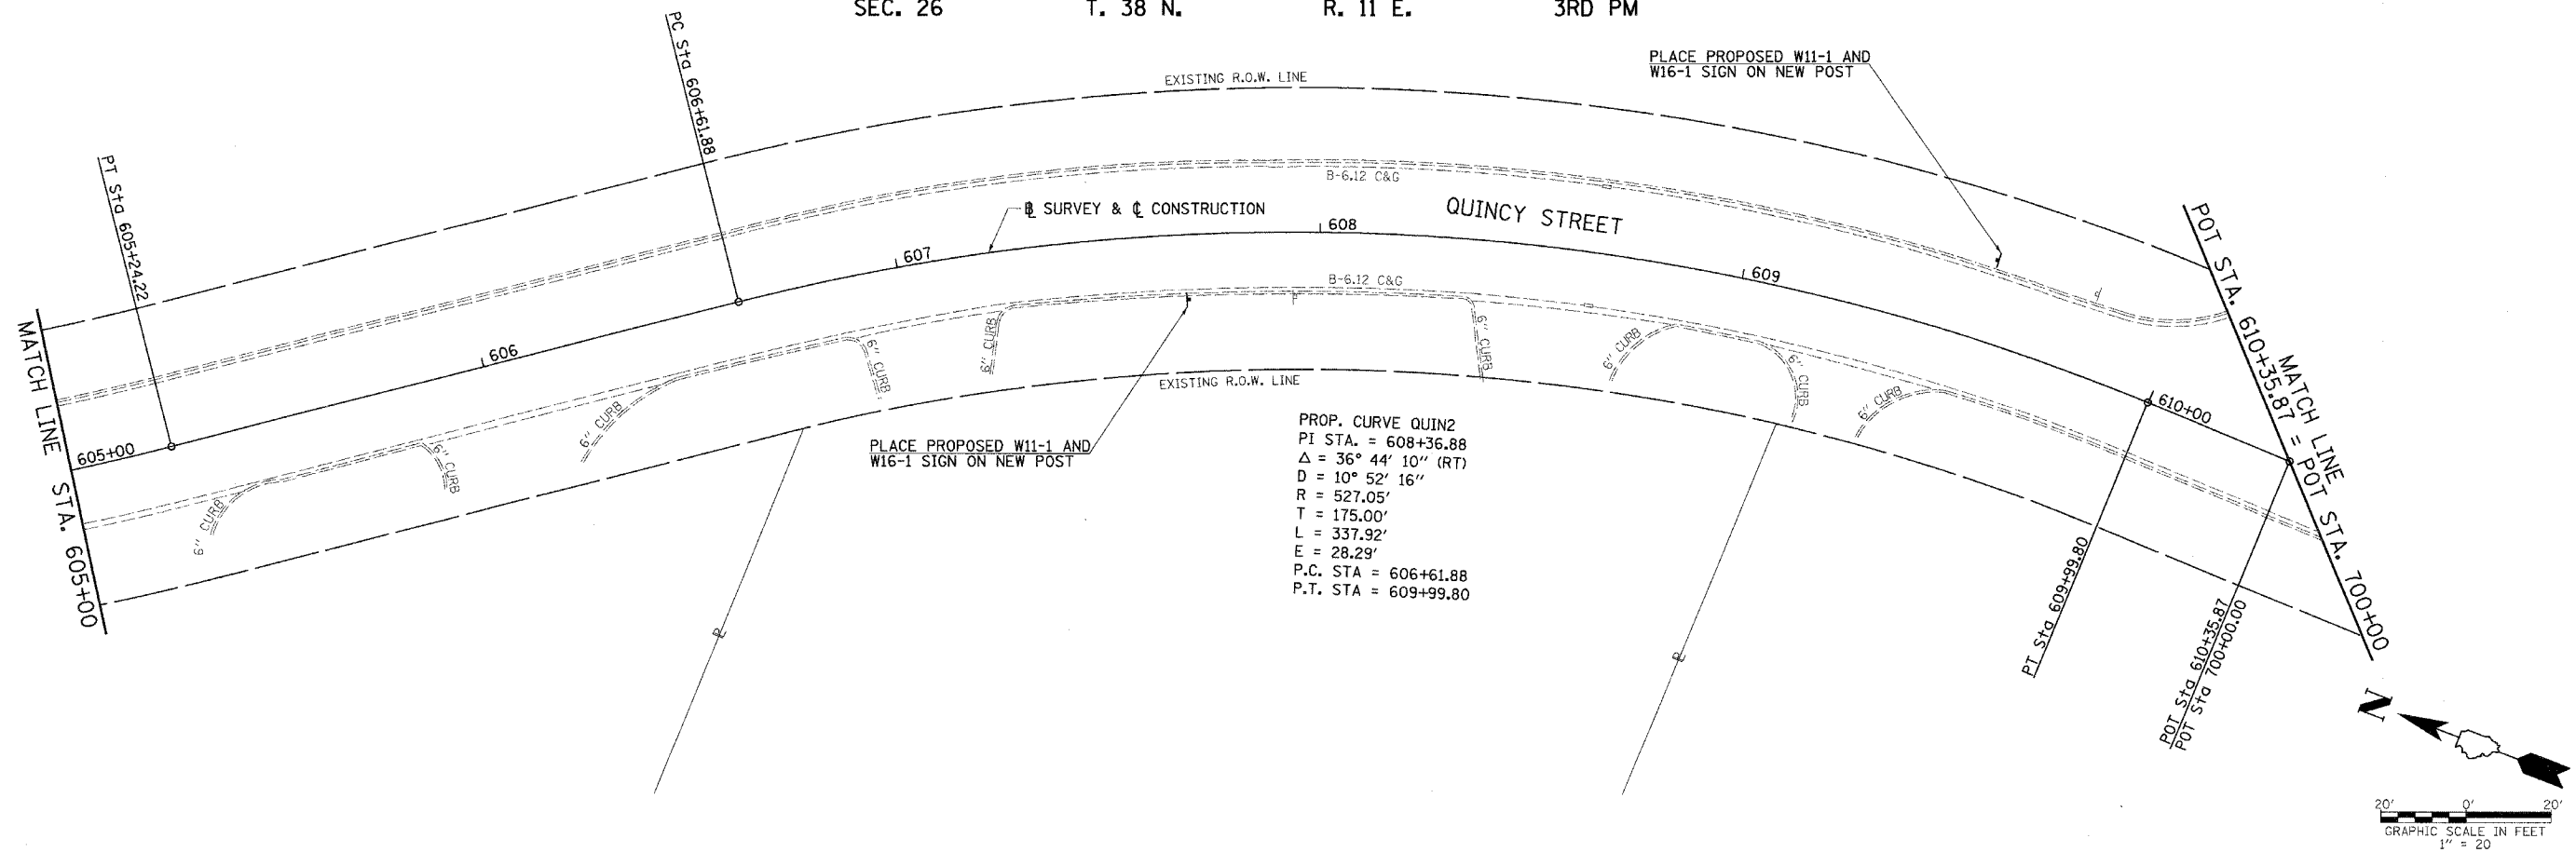 SEC. 26 T. 38 N. R. 11 E. 3RD PM
PC Sta 606+61.88
PLACE PROPOSED W11-1 AND
W16-1 SIGN ON NEW POST
EXISTING R.O.W. LINE
PT Sta 605+24.22
B-6.12 C&G
QUINCY STREET
℄ SURVEY & ℄ CONSTRUCTION
608
607
609
POT STA. 610+35.87 = POT STA. 700+00
MATCH LINE
B-6.12 C&G
606
6" CURB
6" CURB
6" CURB
6" CURB
6" CURB
6" CURB
6" CURB
6" CURB
6" CURB
EXISTING R.O.W. LINE
610+00
MATCH LINE STA. 605+00
605+00
PLACE PROPOSED W11-1 AND
W16-1 SIGN ON NEW POST
PROP. CURVE QUIN2
PI STA. = 608+36.88
Δ = 36° 44' 10" (RT)
D = 10° 52' 16"
R = 527.05'
T = 175.00'
L = 337.92'
E = 28.29'
P.C. STA = 606+61.88
P.T. STA = 609+99.80
PT Sta 609+99.80
POT Sta 610+35.87
POT Sta 700+00.00
N
20' 0' 20'
GRAPHIC SCALE IN FEET
1" = 20